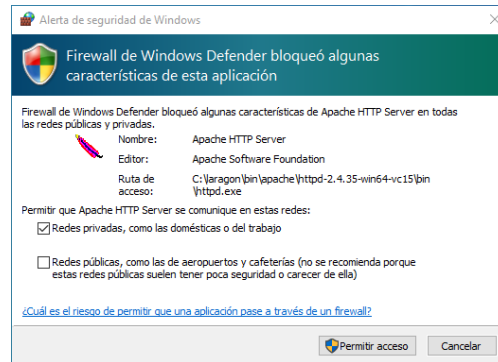 Alerta de seguridad de Windows
Firewall de Windows Defender bloqueó algunas
características de esta aplicación
Firewall de Windows Defender bloqueó algunas características de Apache HTTP Server en todas
las redes públicas y privadas.
Nombre: Apache HTTP Server
Editor: Apache Software Foundation
Ruta de acceso: C:\laragon\bin\apache\httpd-2.4.35-win64-vc15\bin
\httpd.exe
Permitir que Apache HTTP Server se comunique en estas redes:
Redes privadas, como las domésticas o del trabajo
Redes públicas, como las de aeropuertos y cafeterías (no se recomienda porque
estas redes públicas suelen tener poca seguridad o carecer de ella)
¿Cuál es el riesgo de permitir que una aplicación pase a través de un firewall?
Permitir acceso Cancelar